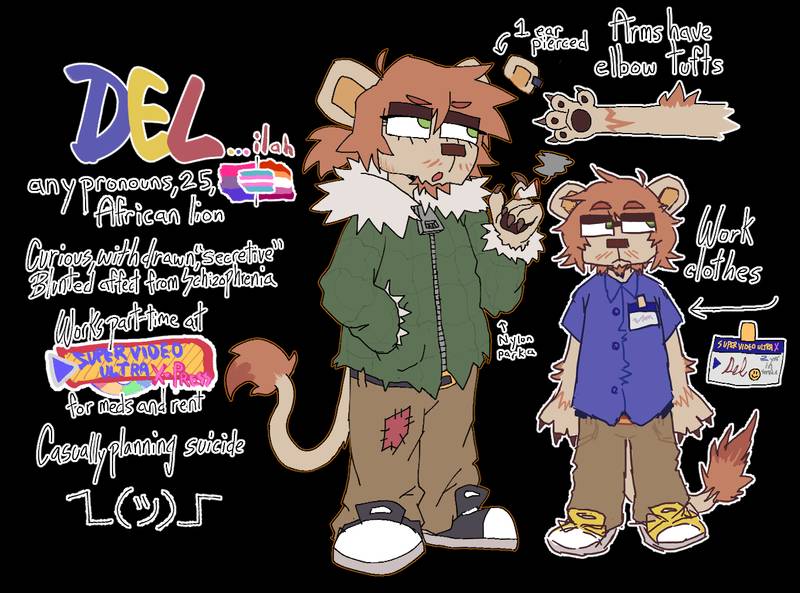 DEL...ilah
any pronouns, 25,
African lion
Curious, withdrawn, "secretive"
Blunted affect from schizophrenia
Works part-time at
SUPER VIDEO
ULTRA X-PRESS
for meds and rent
Casually planning suicide
¯\_(ツ)_/¯
1 ear
pierced
Arms have
elbow tufts
Nylon
parka
Work
clothes
SUPER VIDEO ULTRA X
Del